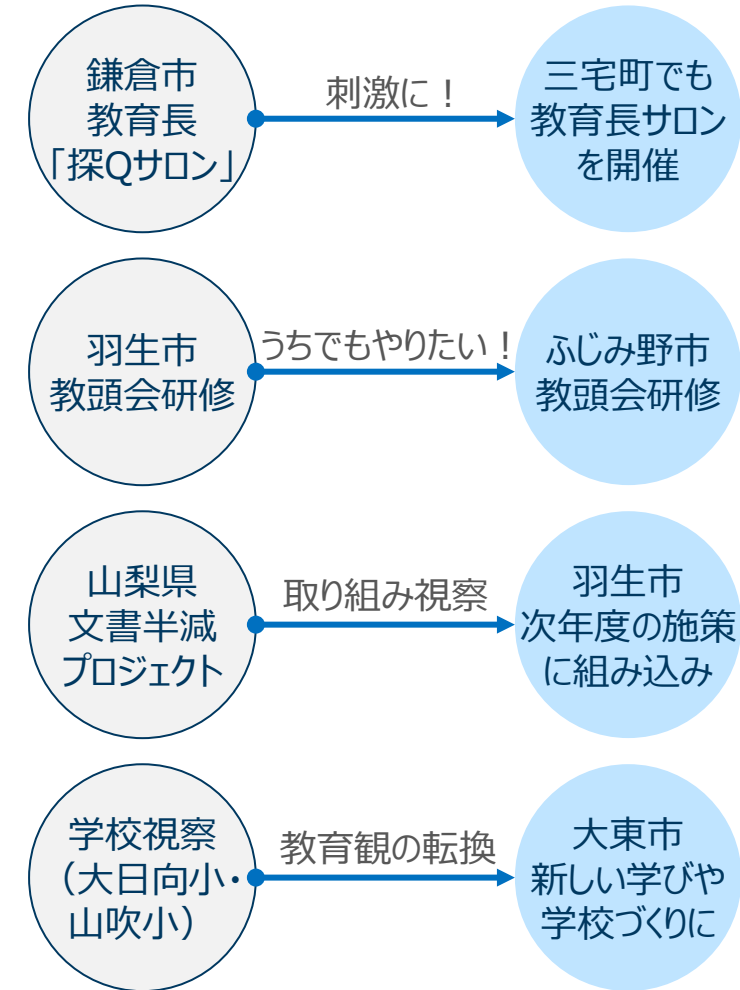 鎌倉市
教育長
「探Qサロン」
刺激に！
三宅町でも
教育長サロン
を開催
羽生市
教頭会研修
うちでもやりたい！
ふじみ野市
教頭会研修
山梨県
文書半減
プロジェクト
取り組み視察
羽生市
次年度の施策
に組み込み
学校視察
（大日向小・
山吹小）
教育観の転換
大東市
新しい学びや
学校づくりに